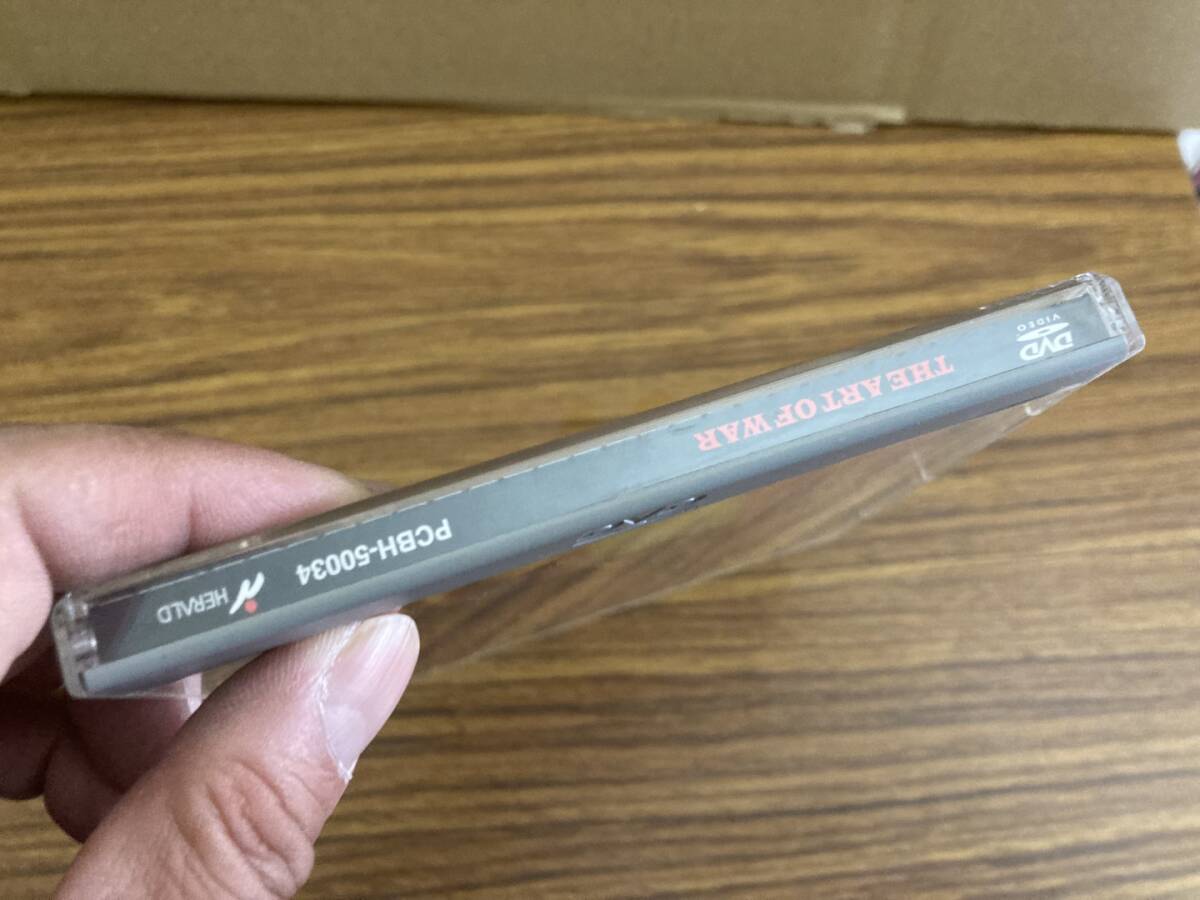 DVD
VIDEO
THE ART OF WAR
PCBH-50034
HERALD